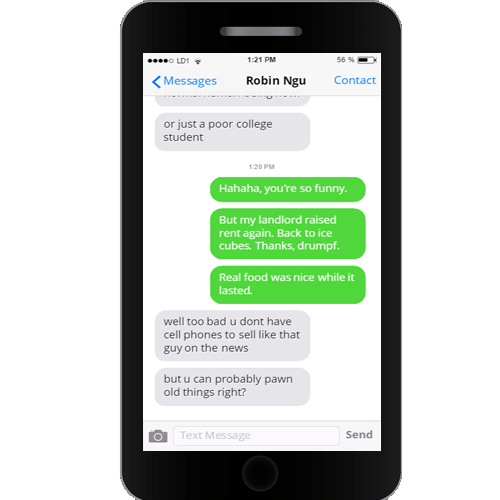 LD1 1:21 PM 56 %
Messages Robin Ngu Contact
or just a poor college
student
1:20 PM
Hahaha, you're so funny.
But my landlord raised
rent again. Back to ice
cubes. Thanks, drumpf.
Real food was nice while it
lasted.
well too bad u dont have
cell phones to sell like that
guy on the news
but u can probably pawn
old things right?
Text Message Send